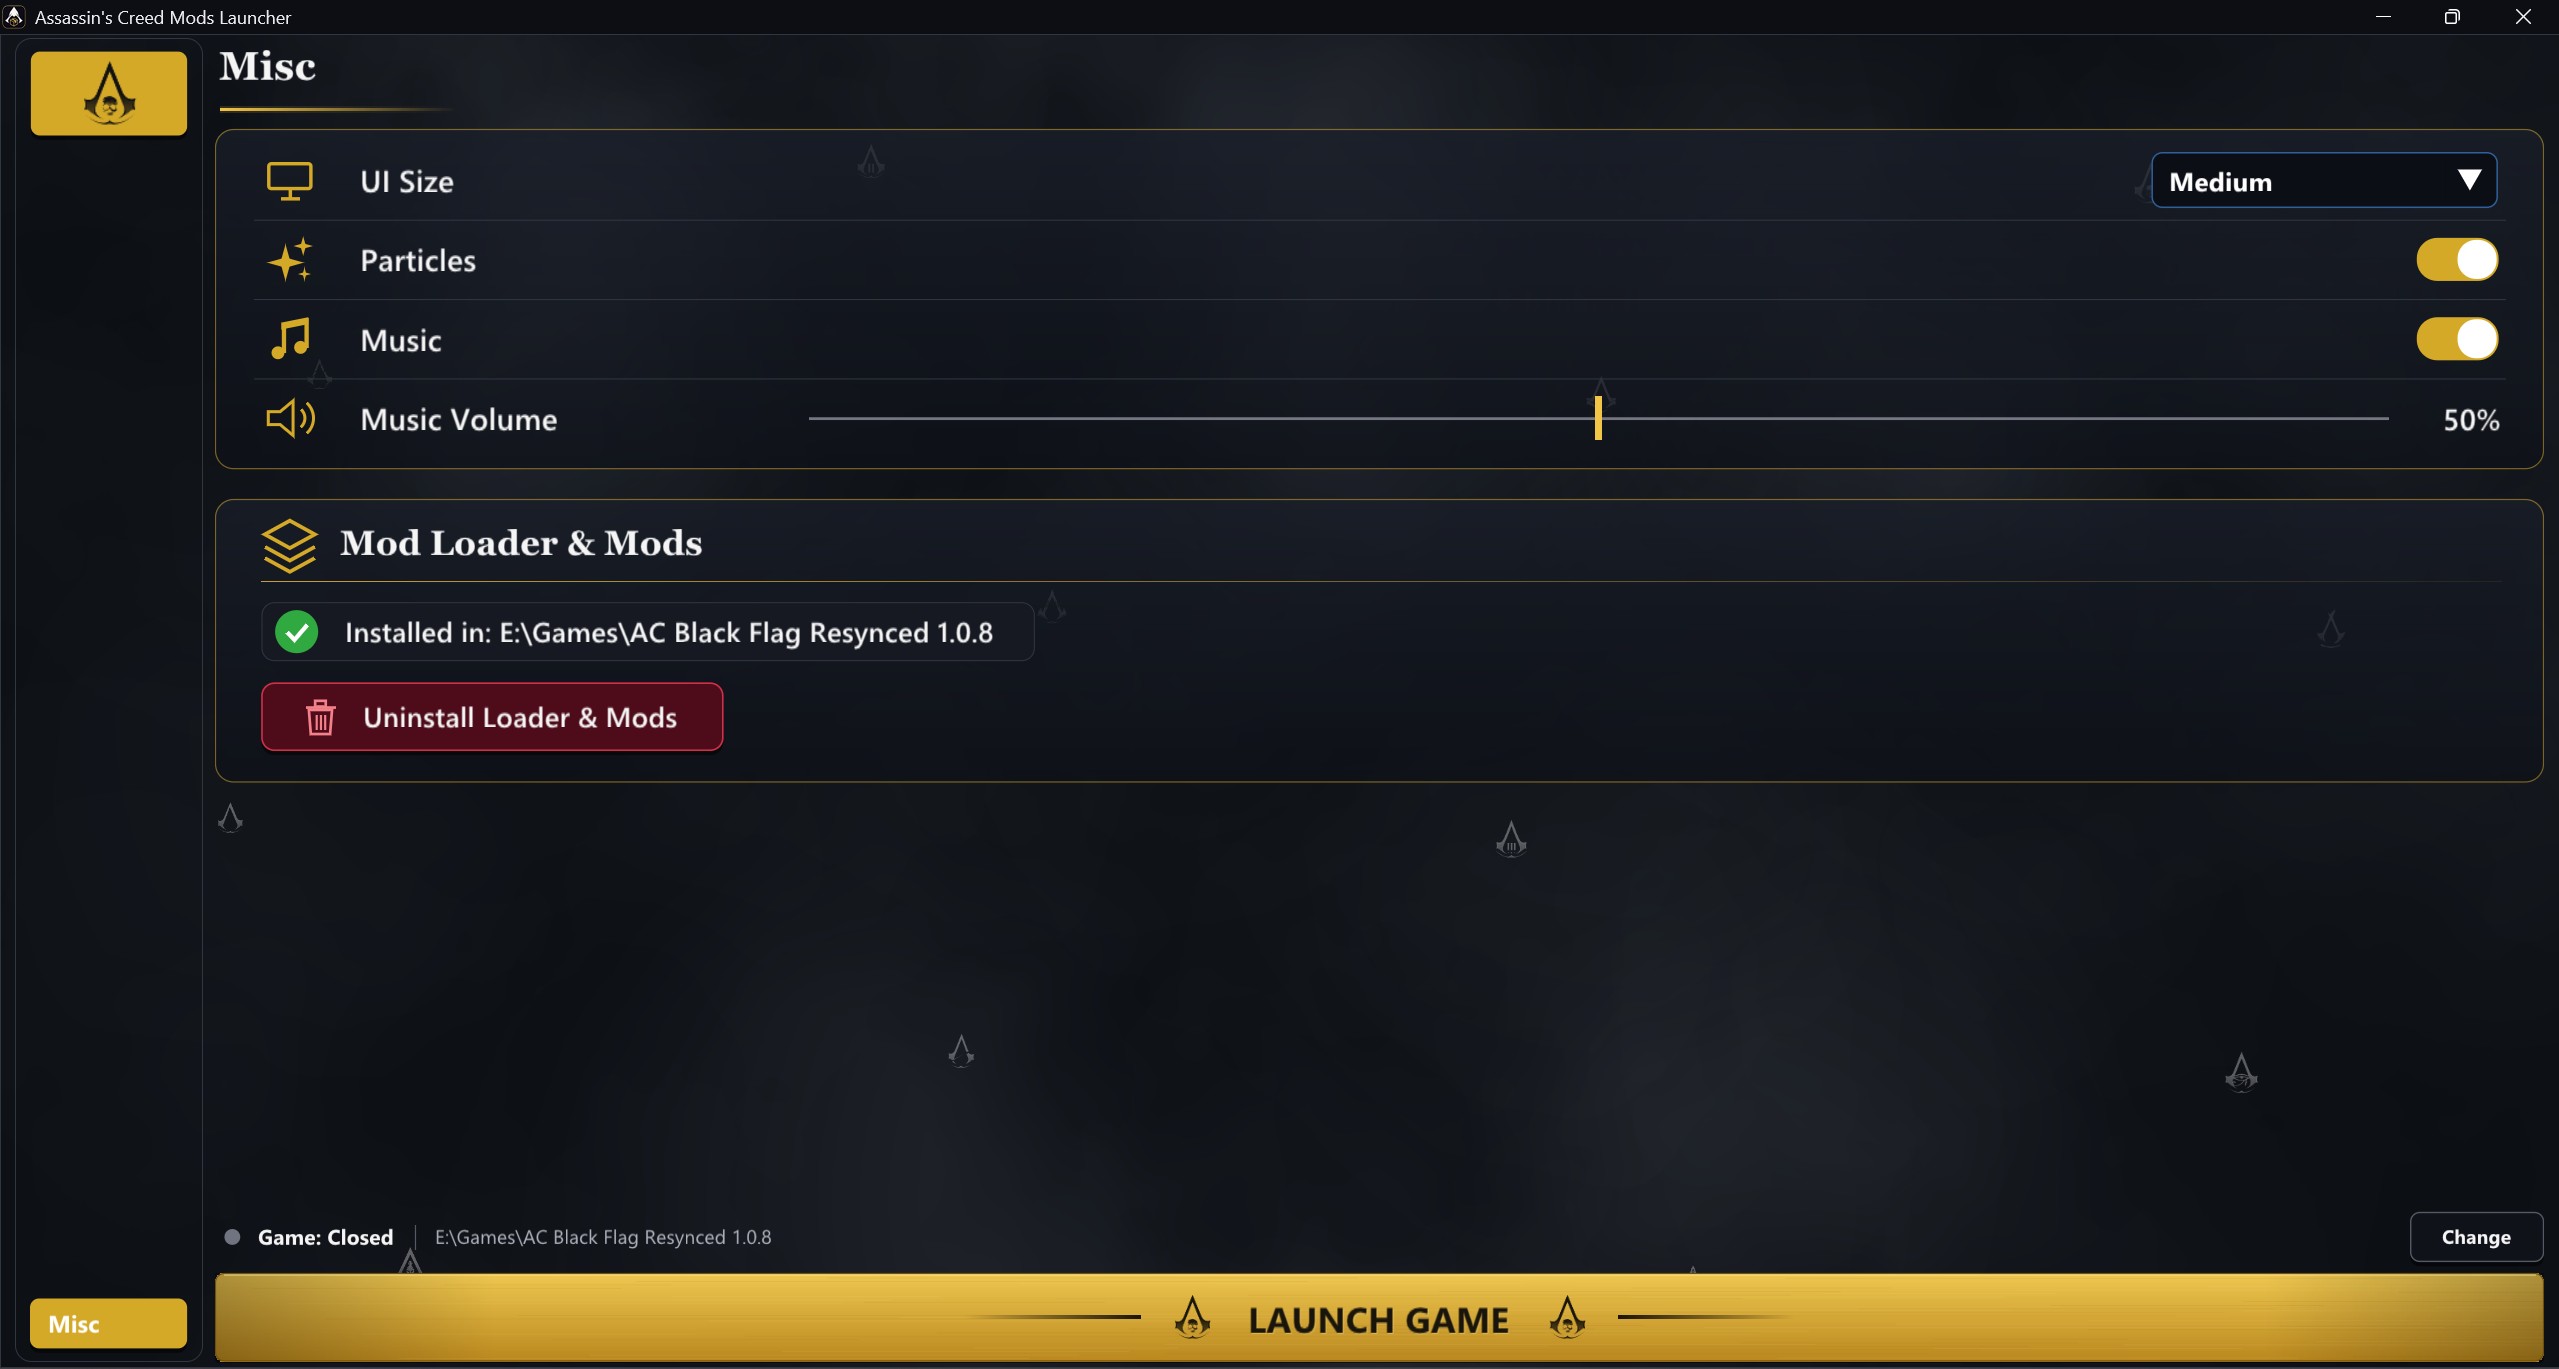 Assassin's Creed Mods Launcher
Misc
UI Size
Medium
Particles
Music
Music Volume
50%
Mod Loader & Mods
Installed in: E:\Games\AC Black Flag Resynced 1.0.8
Uninstall Loader & Mods
Game: Closed
E:\Games\AC Black Flag Resynced 1.0.8
Change
Misc
LAUNCH GAME